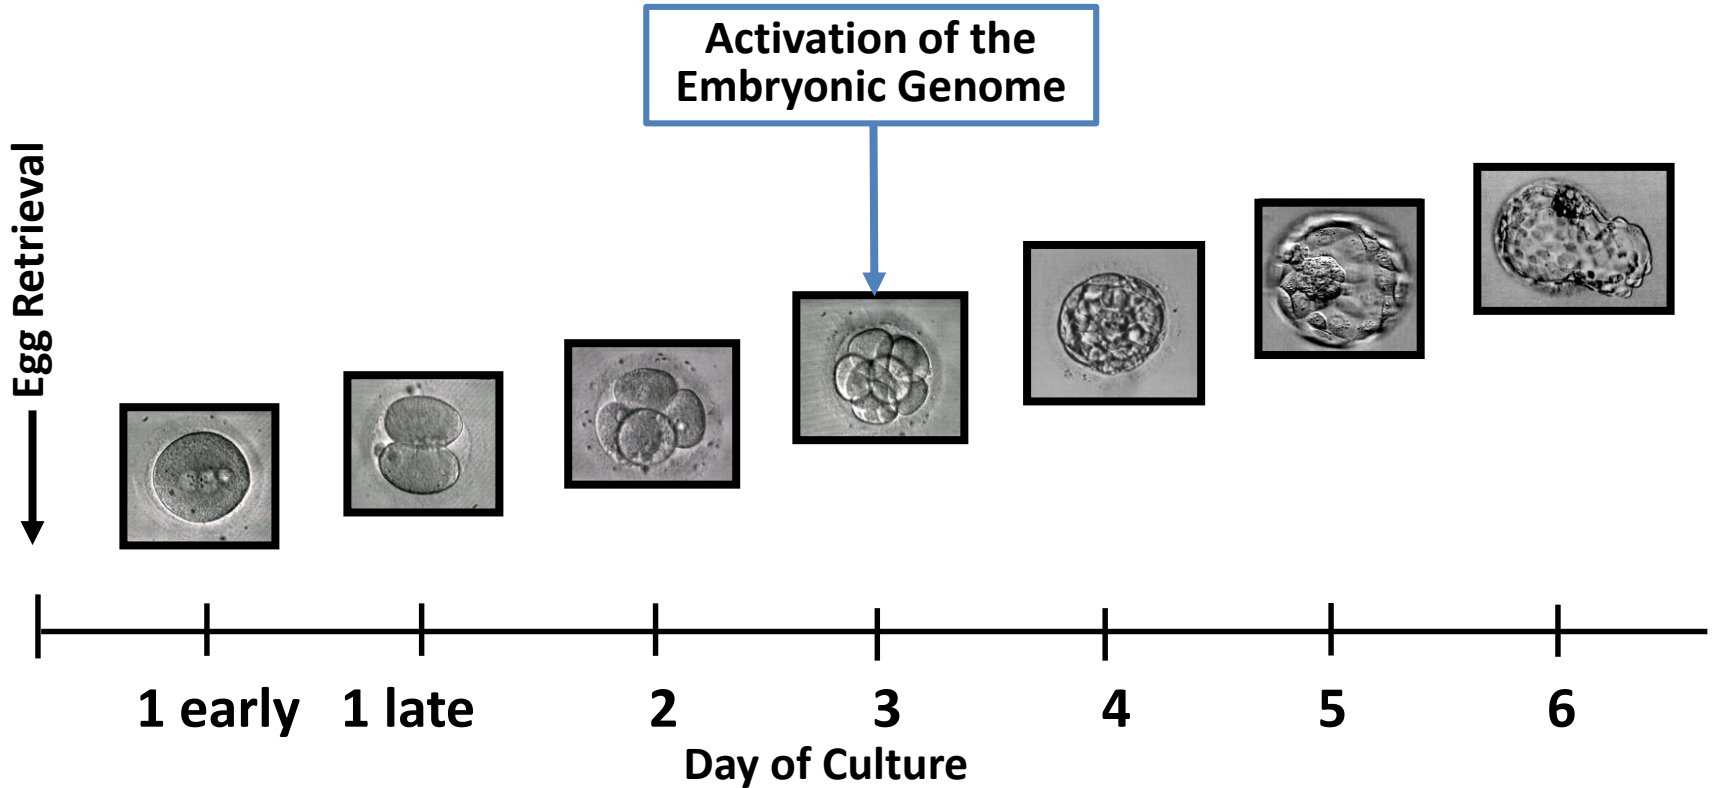 Activation of the
Embryonic Genome
Egg Retrieval
1 early 1 late 2 3 4 5 6
Day of Culture